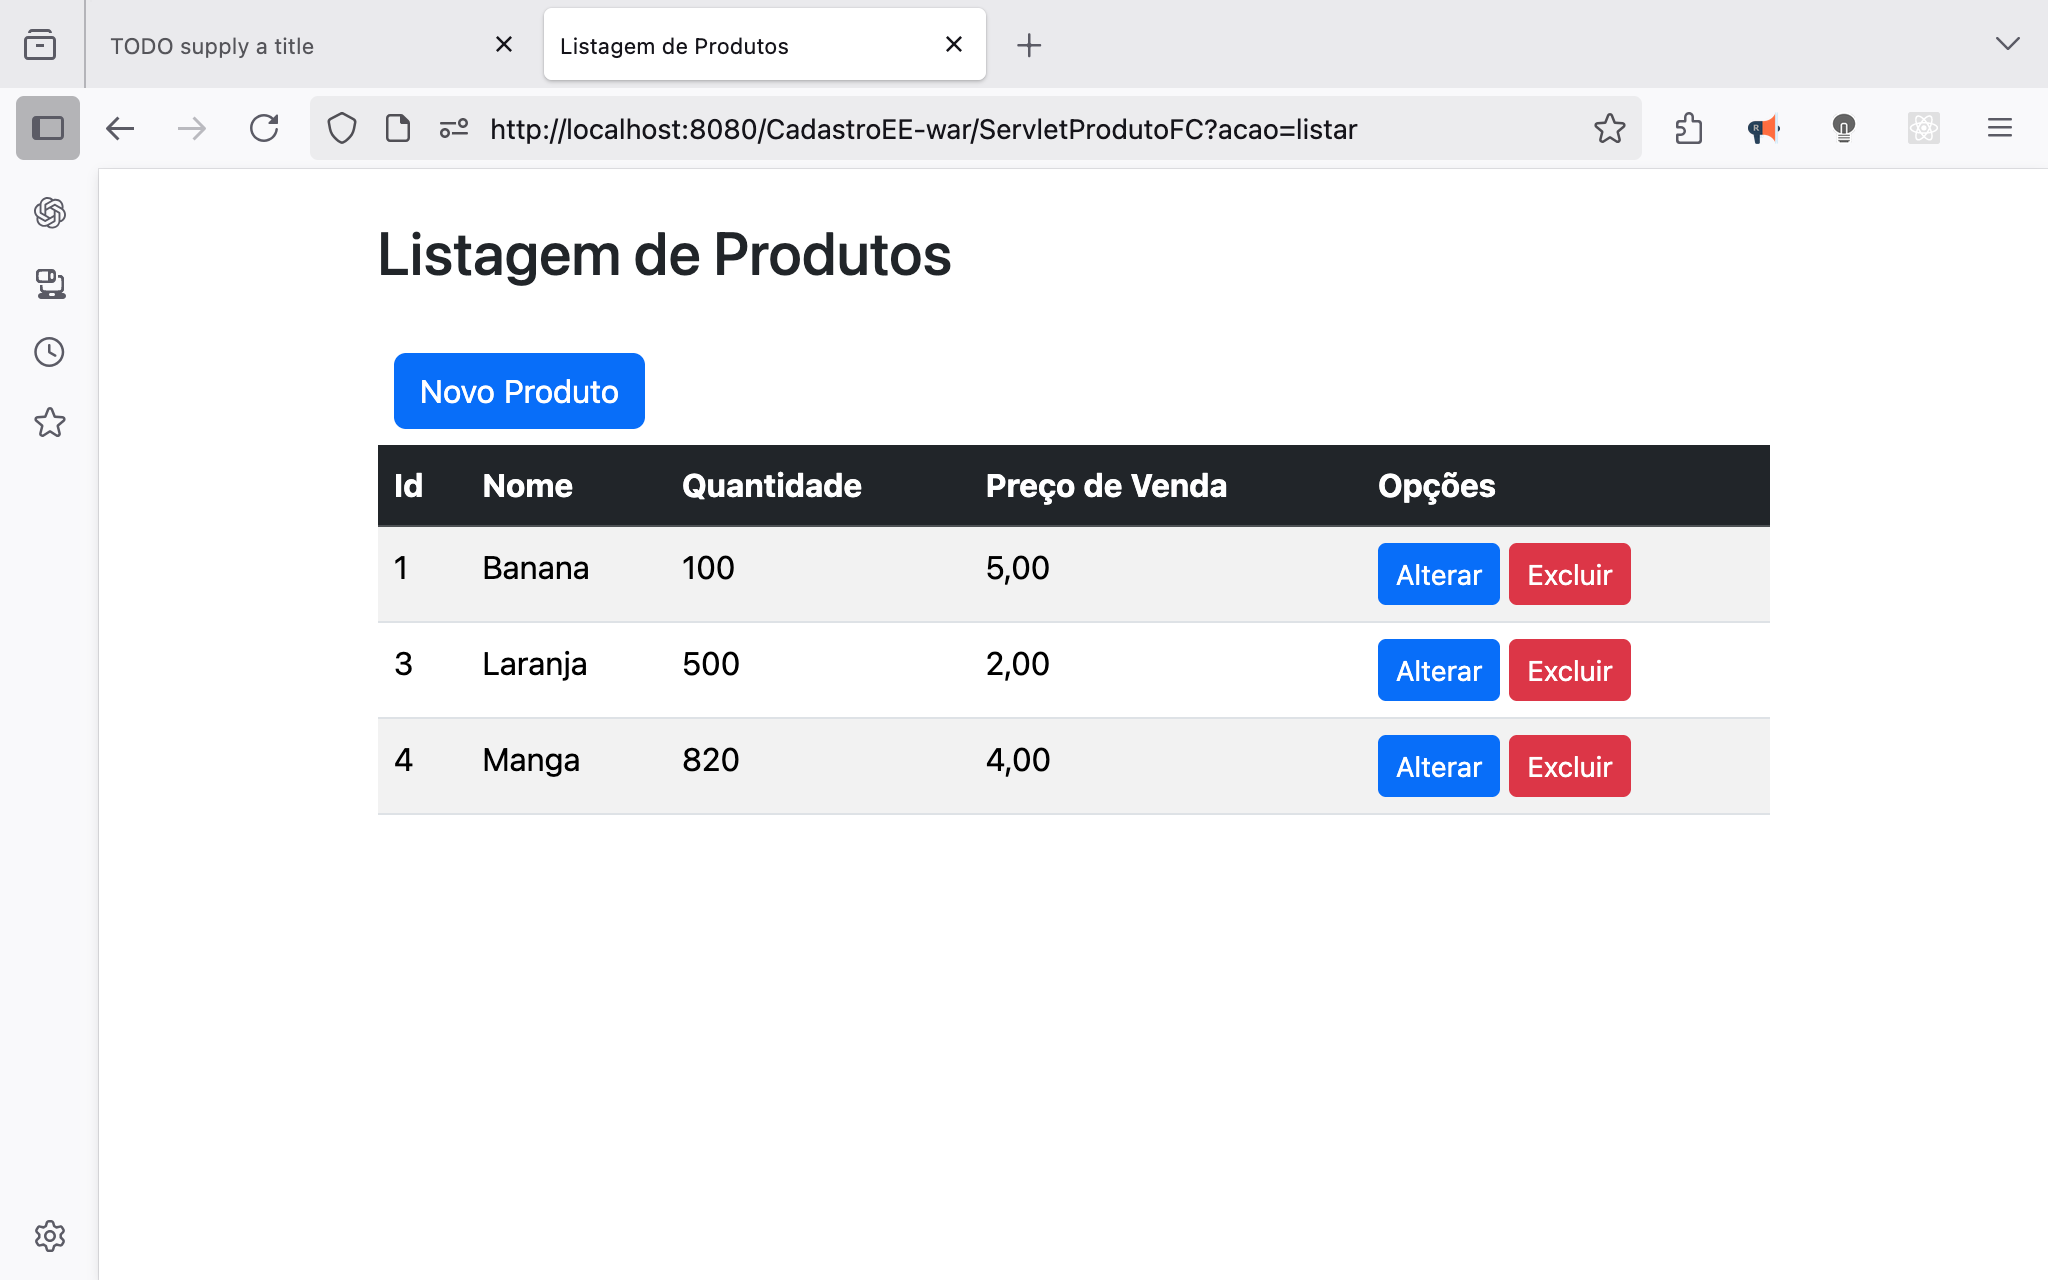 TODO supply a title
Listagem de Produtos
http://localhost:8080/CadastroEE-war/ServletProdutoFC?acao=listar
Listagem de Produtos
Novo Produto
Id Nome Quantidade Preço de Venda Opções
1 Banana 100 5,00 Alterar Excluir
3 Laranja 500 2,00 Alterar Excluir
4 Manga 820 4,00 Alterar Excluir